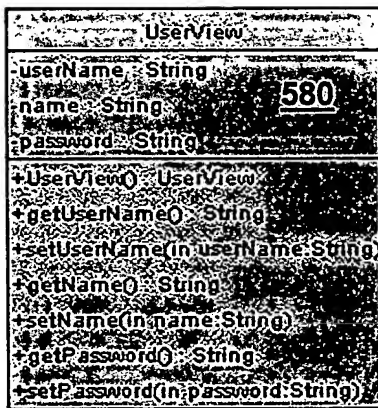 UserView
-userName : String
-name : String
580
-password : String
+UserView() : UserView
+getUserName() : String
+setUserName(in userName:String)
+getName() : String
+setName(in name:String)
+getPassword() : String
+setPassword(in password:String)